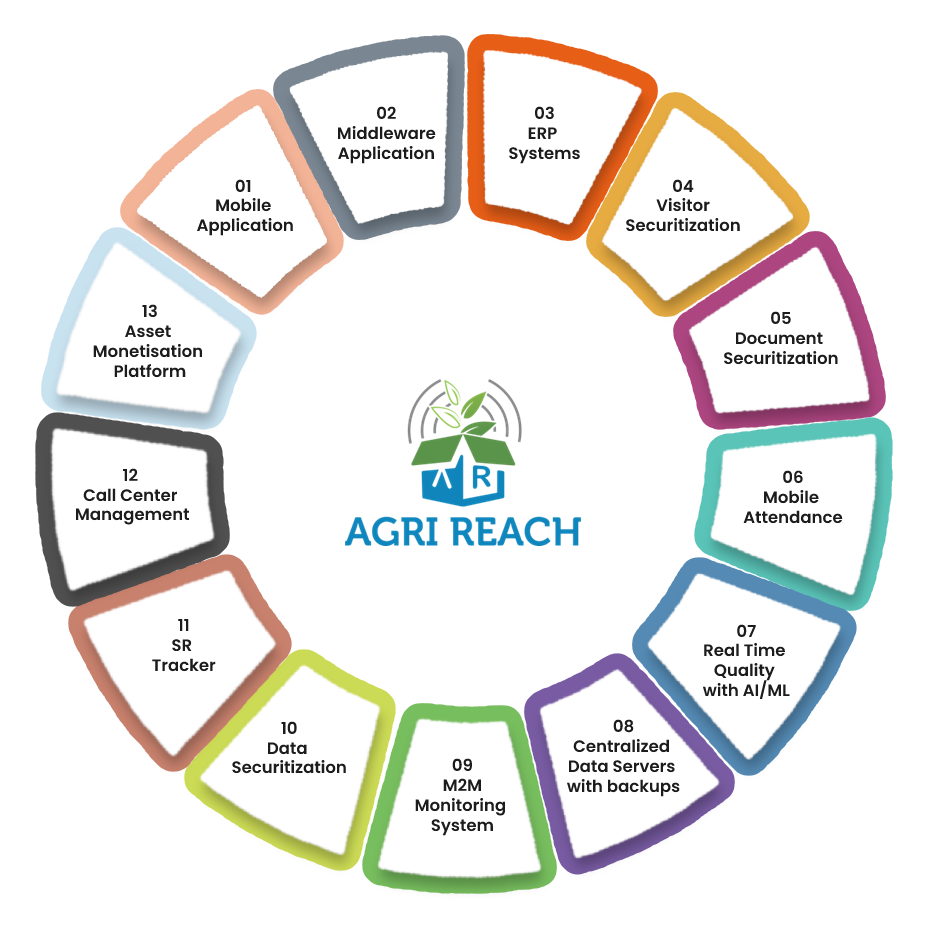 01
Mobile
Application
02
Middleware
Application
03
ERP
Systems
04
Visitor
Securitization
05
Document
Securitization
06
Mobile
Attendance
07
Real Time
Quality
with AI/ML
08
Centralized
Data Servers
with backups
09
M2M
Monitoring
System
10
Data
Securitization
11
SR
Tracker
12
Call Center
Management
13
Asset
Monetisation
Platform
A R
AGRI REACH